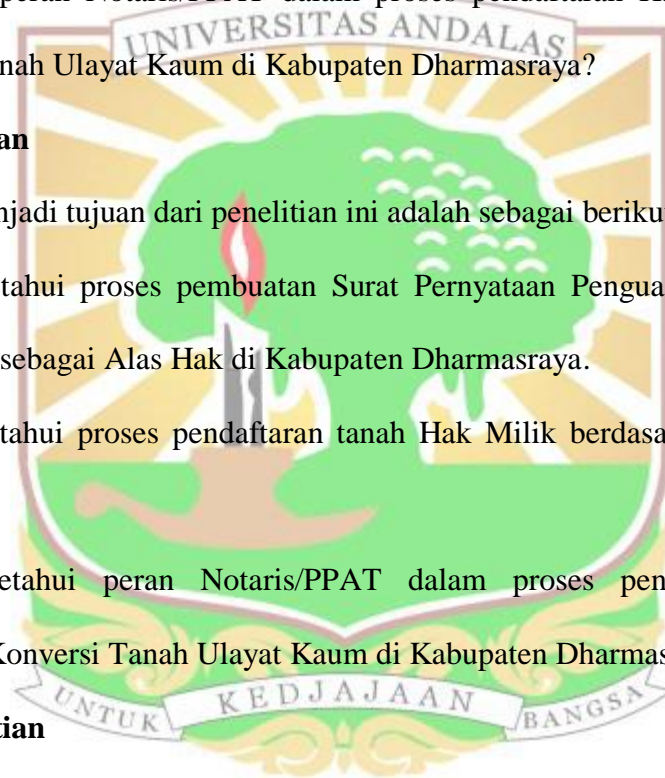 peran Notaris/PPAT dalam proses pendaftaran
UNIVERSITAS ANDALAS
nah Ulayat Kaum di Kabupaten Dharmasraya?
an
njadi tujuan dari penelitian ini adalah sebagai beriku
tahui proses pembuatan Surat Pernyataan Pengua
sebagai Alas Hak di Kabupaten Dharmasraya.
tahui proses pendaftaran tanah Hak Milik berdasa
etahui peran Notaris/PPAT dalam proses pen
Konversi Tanah Ulayat Kaum di Kabupaten Dharmas
UNTUK KEDJAJAAN BANGSA
tian